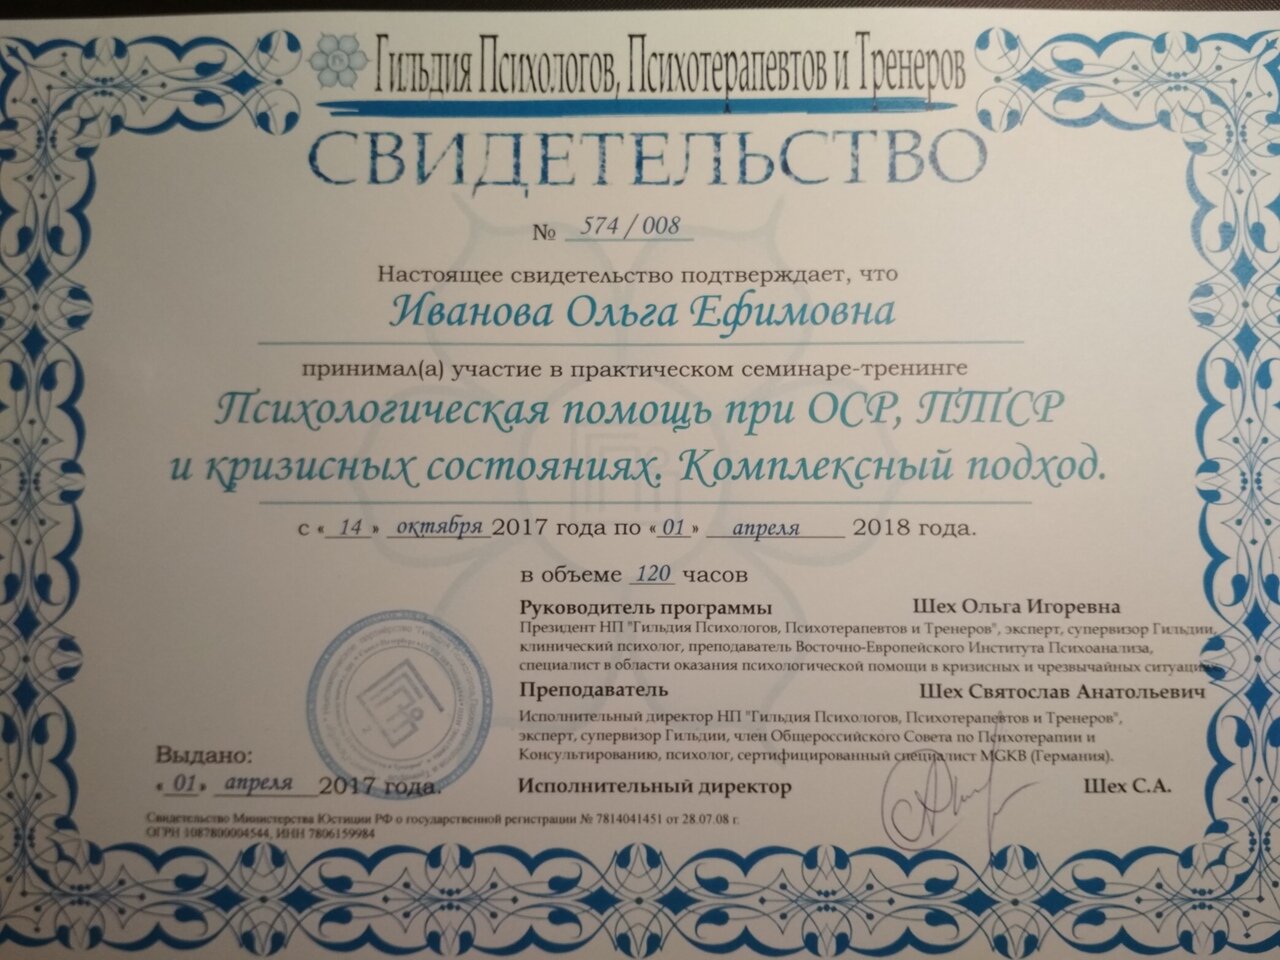 Гильдия Психологов, Психотерапевтов и Тренеров
СВИДЕТЕЛЬСТВО
№ 574 / 008
Настоящее свидетельство подтверждает, что
Иванова Ольга Ефимовна
принимал(а) участие в практическом семинаре-тренинге
Психологическая помощь при ОСР, ПТСР
и кризисных состояниях. Комплексный подход.
с « 14 » октября 2017 года по « 01 » апреля 2018 года.
в объеме 120 часов
Руководитель программы Шех Ольга Игоревна
Президент НП "Гильдия Психологов, Психотерапевтов и Тренеров", эксперт, супервизор Гильдии,
клинический психолог, преподаватель Восточно-Европейского Института Психоанализа,
специалист в области оказания психологической помощи в кризисных и чрезвычайных ситуациях
Преподаватель Шех Святослав Анатольевич
Исполнительный директор НП "Гильдия Психологов, Психотерапевтов и Тренеров",
эксперт, супервизор Гильдии, член Общероссийского Совета по Психотерапии и
Консультированию, психолог, сертифицированный специалист MGKB (Германия).
Выдано:
« 01 » апреля 2017 года.
Исполнительный директор Шех С.А.
Свидетельство Министерства Юстиции РФ о государственной регистрации № 7814041451 от 28.07.08 г.
ОГРН 1087800004544, ИНН 7806159984